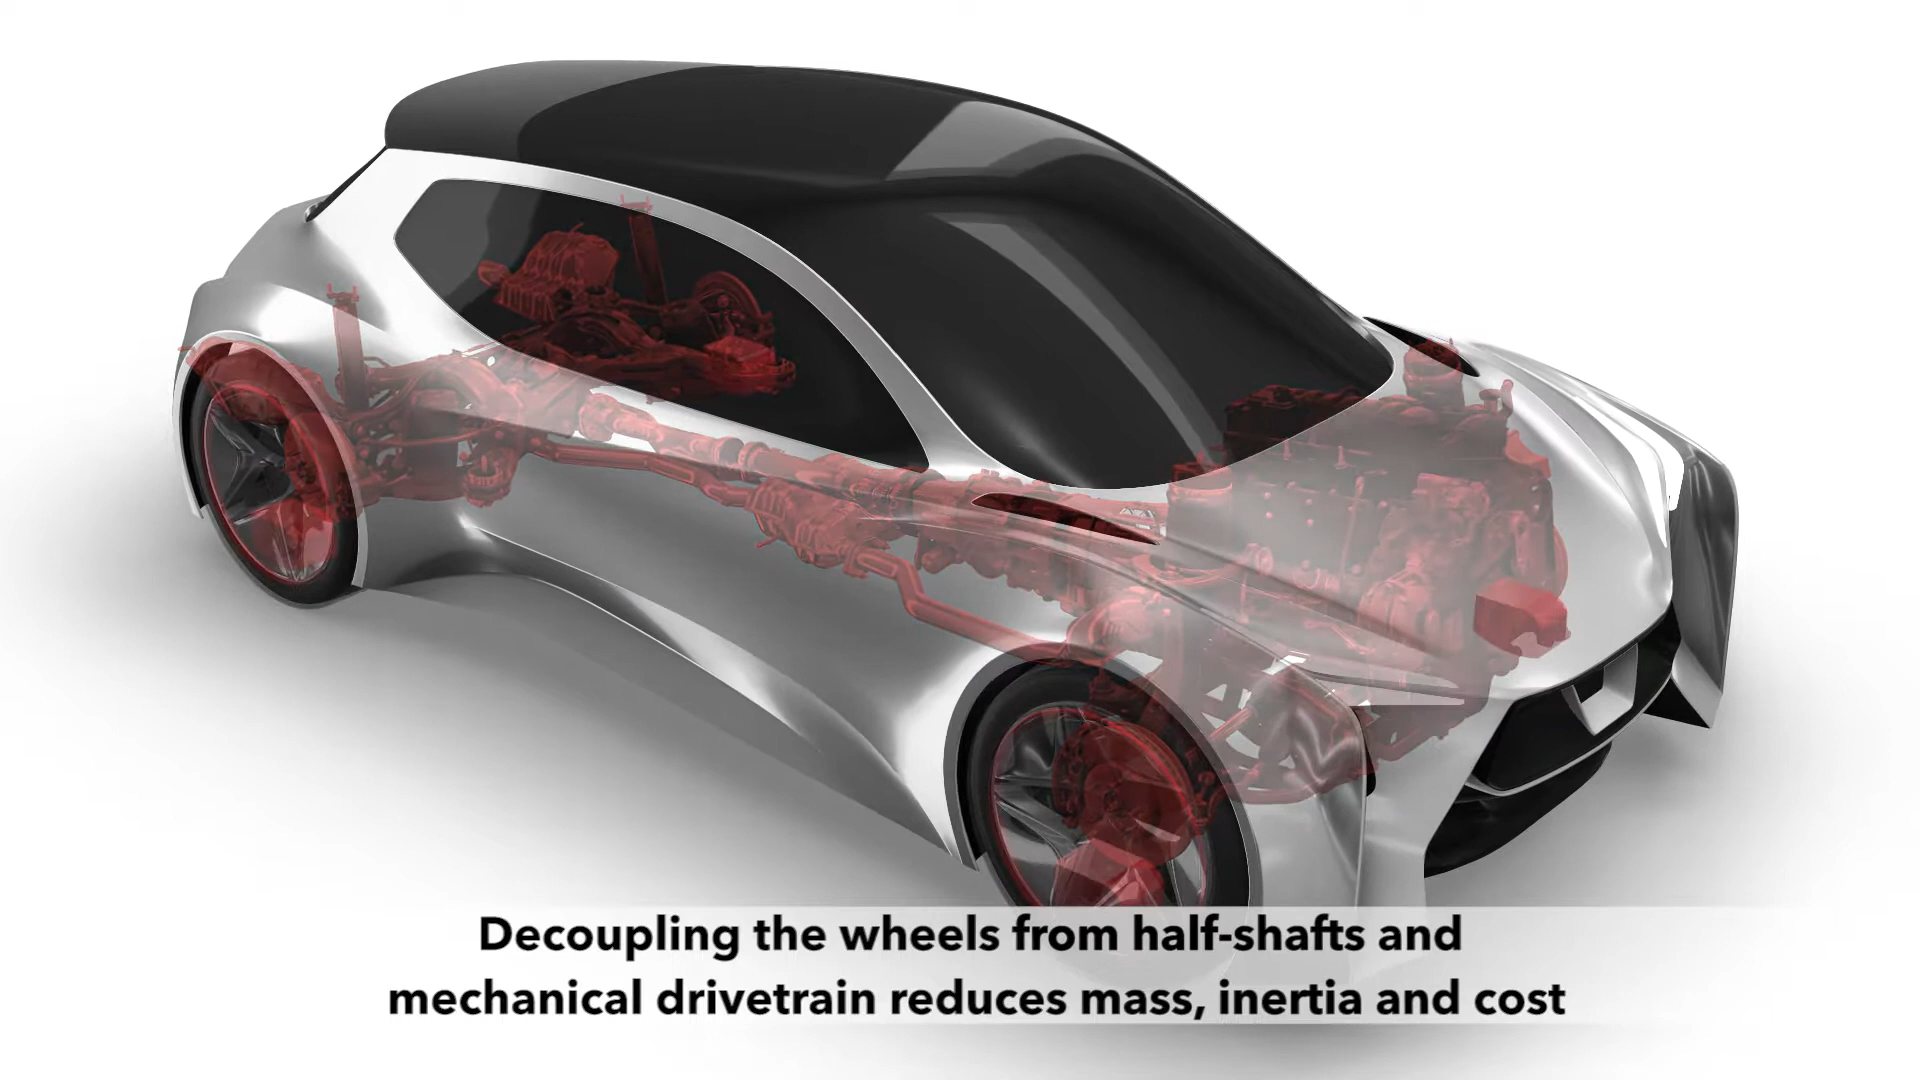 Decoupling the wheels from half-shafts and
mechanical drivetrain reduces mass, inertia and cost